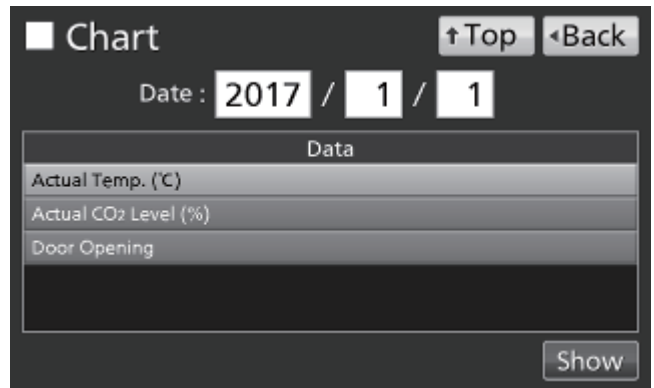 Chart
↑Top
◂Back
Date : 2017 / 1 / 1
Data
Actual Temp. (℃)
Actual CO₂ Level (%)
Door Opening
Show